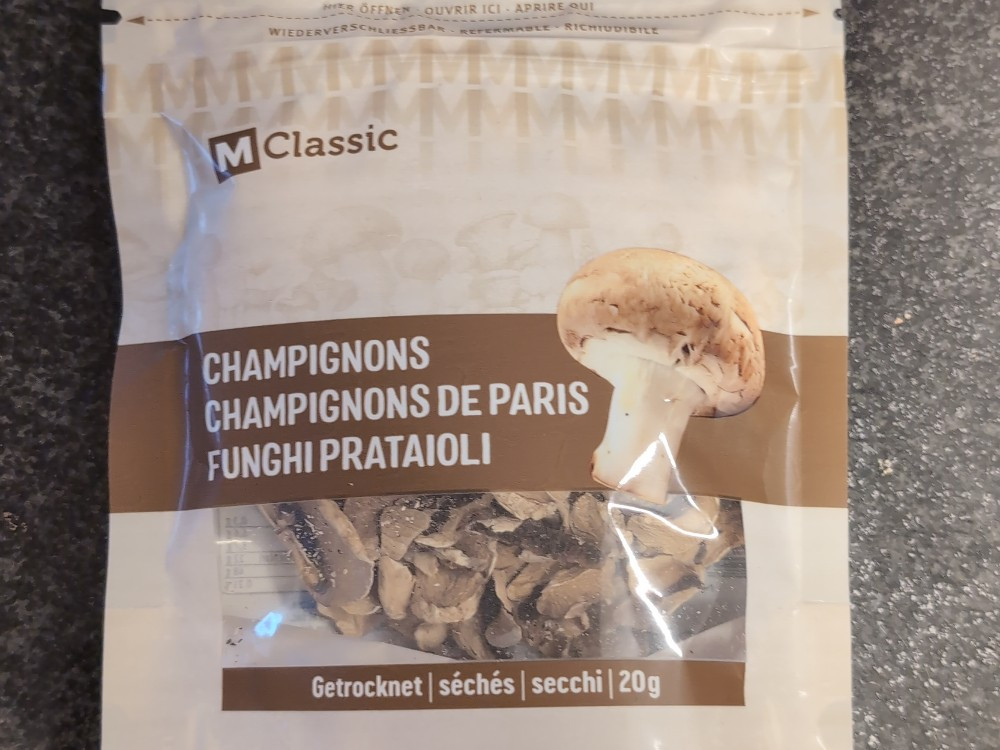 HIER ÖFFNEN · OUVRIR ICI · APRIRE QUI
WIEDERVERSCHLIESSBAR · REFERMABLE · RICHIUDIBILE
M Classic
CHAMPIGNONS
CHAMPIGNONS DE PARIS
FUNGHI PRATAIOLI
Getrocknet | séchés | secchi | 20g